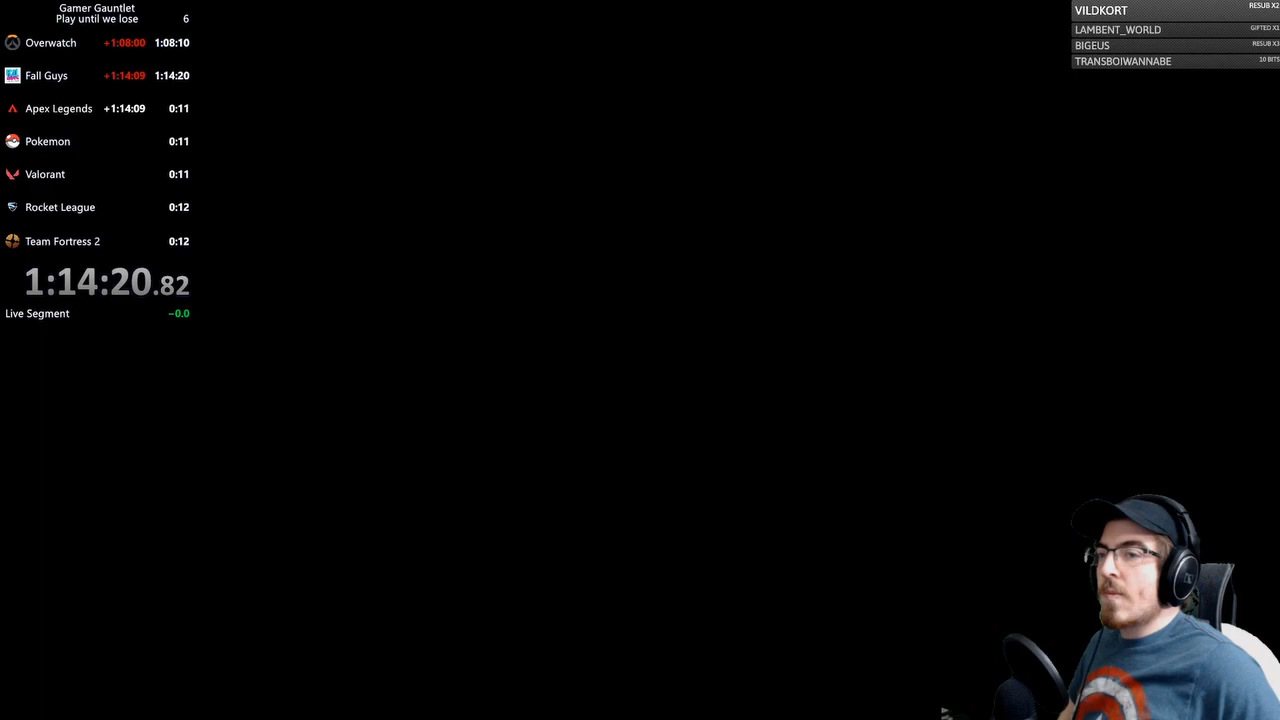 Gamer Gauntlet
Play until we lose 6
Overwatch +1:08:00 1:08:10
Fall Guys +1:14:09 1:14:20
Apex Legends +1:14:09 0:11
Pokemon 0:11
Valorant 0:11
Rocket League 0:12
Team Fortress 2 0:12
1:14:20.82
Live Segment −0.0
VILDKORT RESUB X2
LAMBENT_WORLD GIFTED X1
BIGEUS RESUB X3
TRANSBOIWANNABE 10 BITS